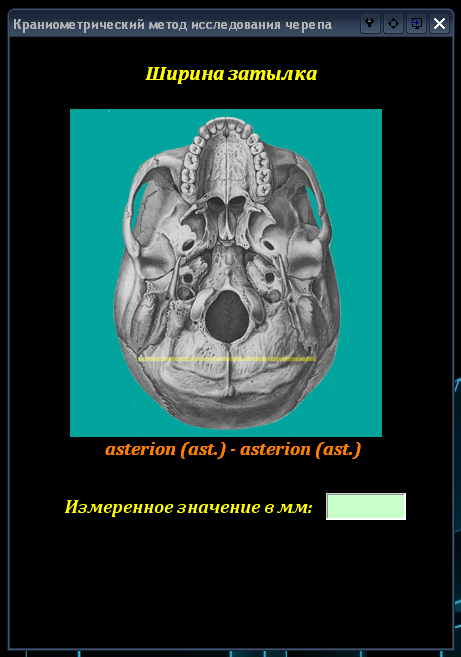 Краниометрический метод исследования черепа
Ширина затылка
asterion (ast.) - asterion (ast.)
Измеренное значение в мм: